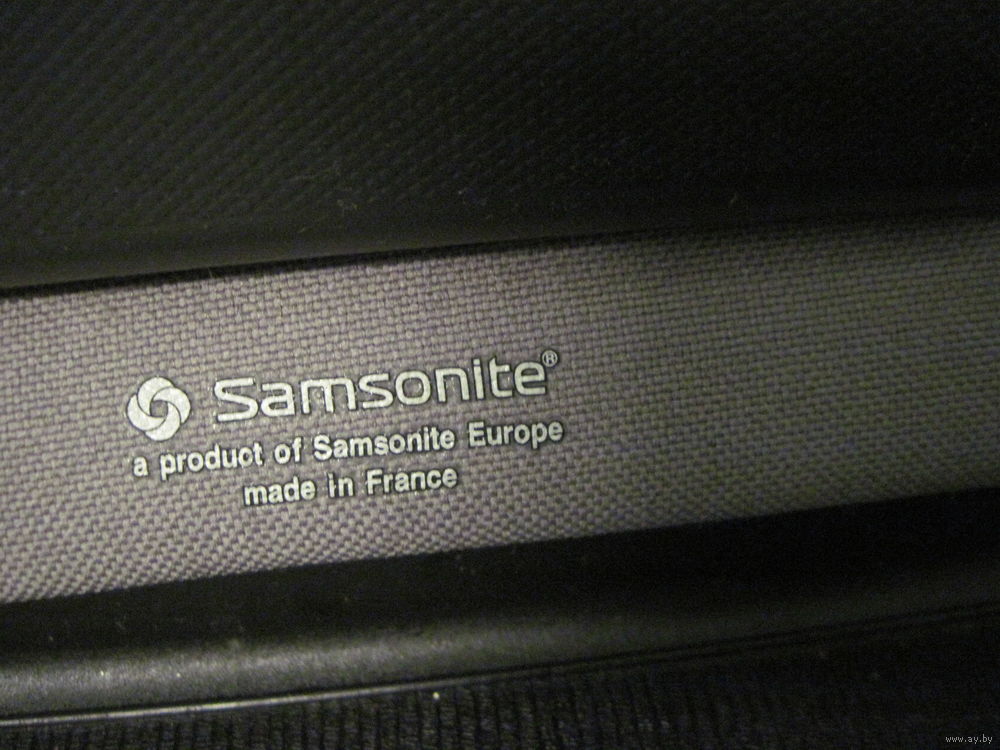 Samsonite®
a product of Samsonite Europe
made in France
www.ay.by